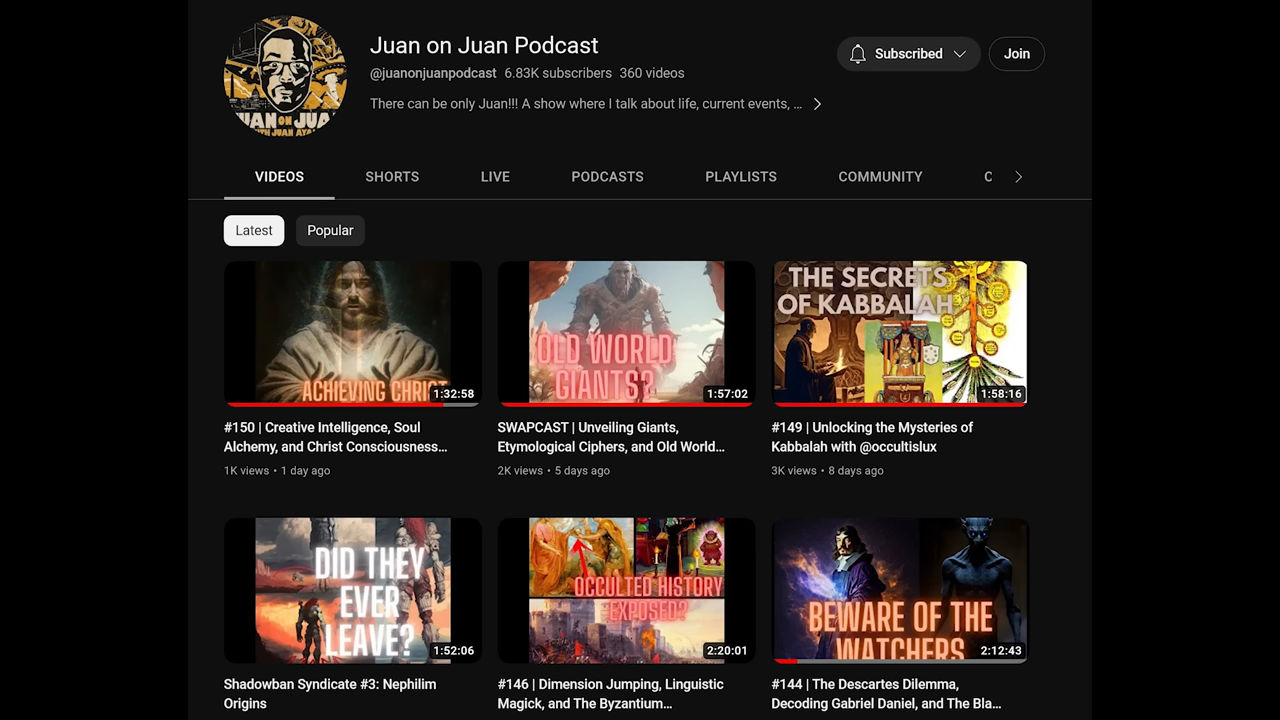 Juan on Juan Podcast
@juanonjuanpodcast 6.83K subscribers 360 videos
There can be only Juan!!! A show where I talk about life, current events, ...
Subscribed
Join
JUAN ON JUAN
WITH JUAN AYA
VIDEOS SHORTS LIVE PODCASTS PLAYLISTS COMMUNITY C
Latest Popular
ACHIEVING CHRIST
1:32:58
OLD WORLD
GIANTS?
1:57:02
THE SECRETS
OF KABBALAH
1:58:16
#150 | Creative Intelligence, Soul
Alchemy, and Christ Consciousness...
1K views • 1 day ago
SWAPCAST | Unveiling Giants,
Etymological Ciphers, and Old World...
2K views • 5 days ago
#149 | Unlocking the Mysteries of
Kabbalah with @occultislux
3K views • 8 days ago
DID THEY
EVER
LEAVE?
1:52:06
OCCULTED HISTORY
EXPOSED?
2:20:01
BEWARE OF THE
WATCHERS
2:12:43
Shadowban Syndicate #3: Nephilim
Origins
#146 | Dimension Jumping, Linguistic
Magick, and The Byzantium...
#144 | The Descartes Dilemma,
Decoding Gabriel Daniel, and The Bla...